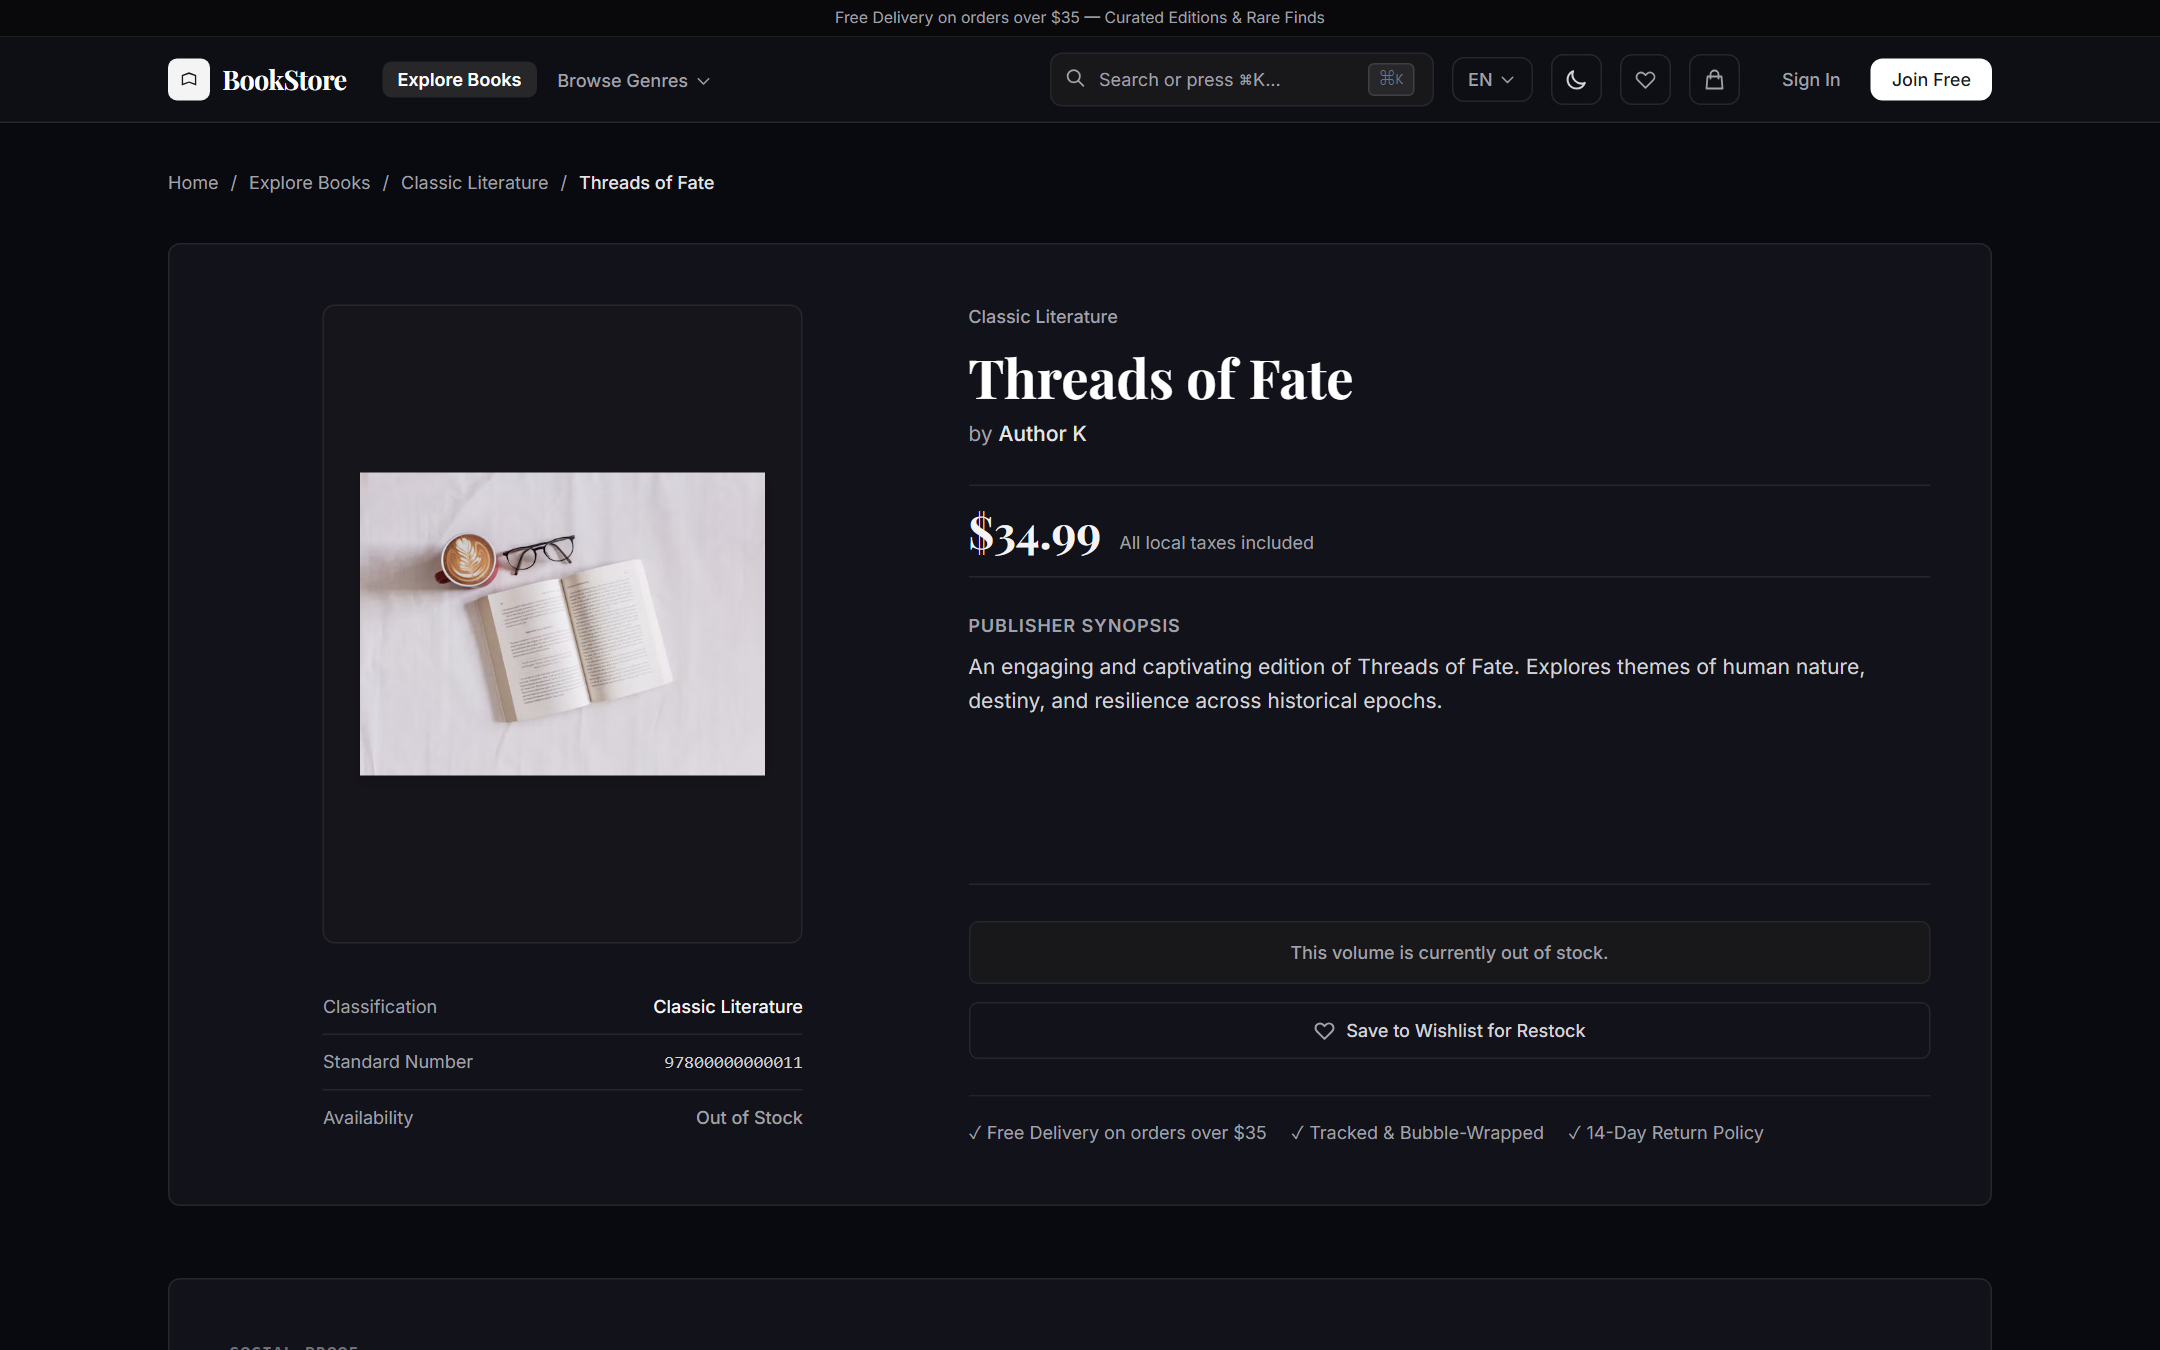 Free Delivery on orders over $35 — Curated Editions & Rare Finds
BookStore
Explore Books
Browse Genres
Search or press ⌘K...
⌘K
EN
Sign In
Join Free
Home / Explore Books / Classic Literature / Threads of Fate
Classic Literature
Threads of Fate
by Author K
$34.99 All local taxes included
PUBLISHER SYNOPSIS
An engaging and captivating edition of Threads of Fate. Explores themes of human nature,
destiny, and resilience across historical epochs.
This volume is currently out of stock.
Save to Wishlist for Restock
✓ Free Delivery on orders over $35 ✓ Tracked & Bubble-Wrapped ✓ 14-Day Return Policy
Classification Classic Literature
Standard Number 97800000000011
Availability Out of Stock